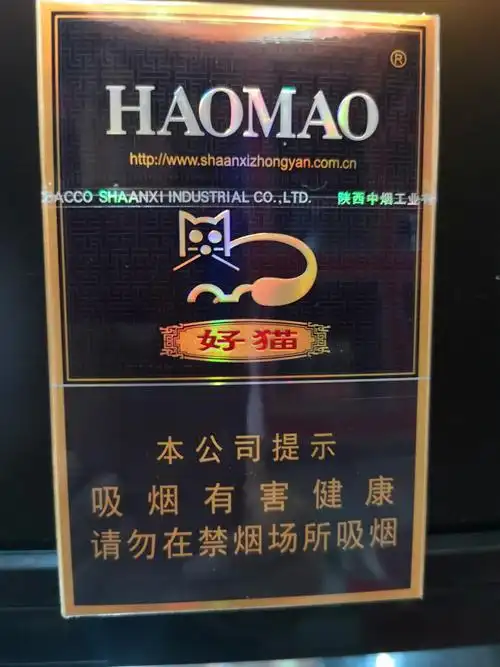 ®
HAOMAO
http://www.shaanxizhongyan.com.cn
BACCO SHAANXI INDUSTRIAL CO.,LTD. 陕西中烟工业
好猫
本公司提示
吸烟有害健康
请勿在禁烟场所吸烟